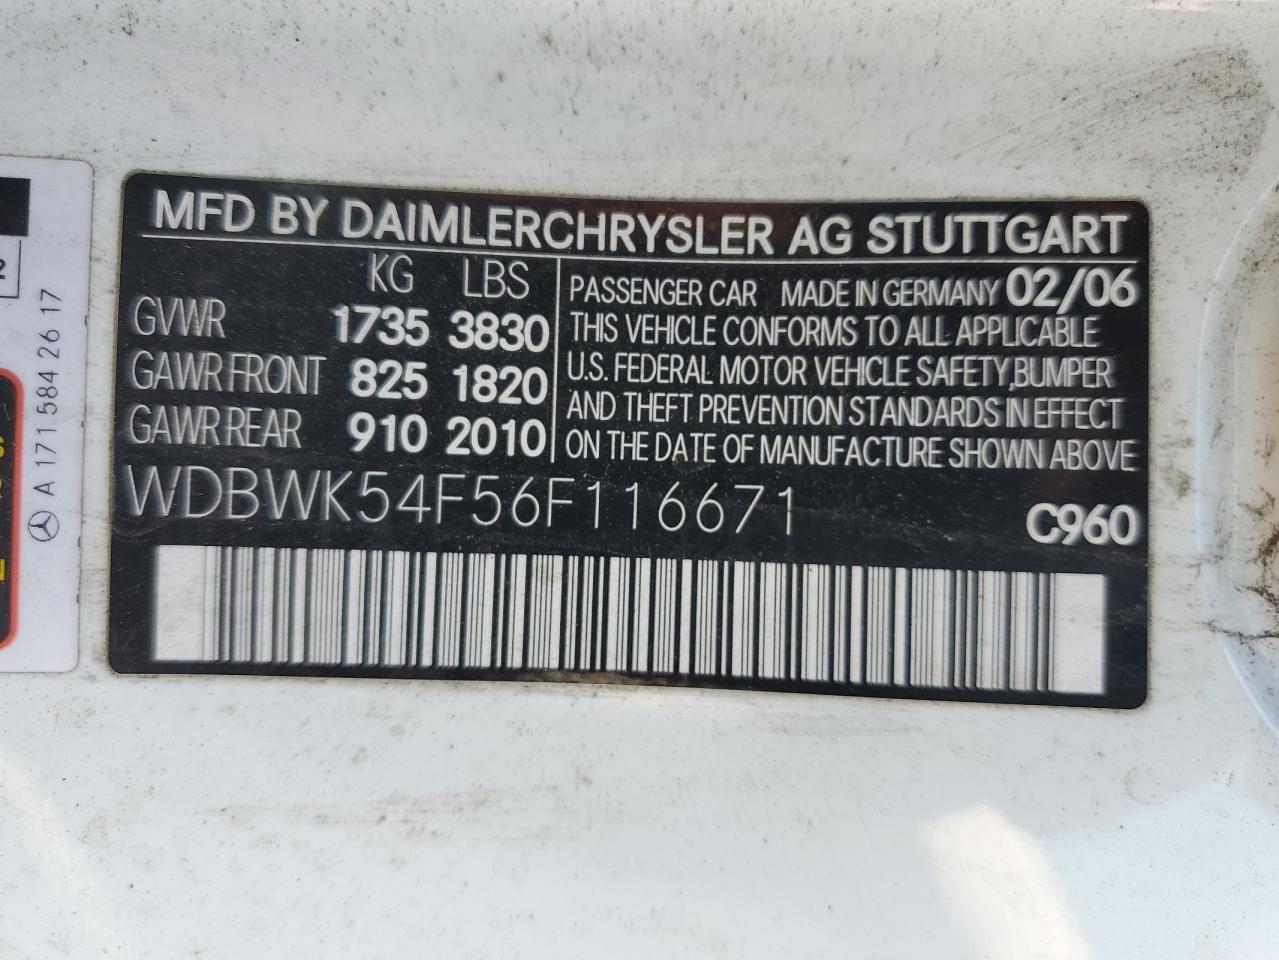 MFD BY DAIMLERCHRYSLER AG STUTTGART
KG LBS
GVWR 1735 3830
GAWR FRONT 825 1820
GAWR REAR 910 2010
PASSENGER CAR MADE IN GERMANY 02/06
THIS VEHICLE CONFORMS TO ALL APPLICABLE
U.S. FEDERAL MOTOR VEHICLE SAFETY, BUMPER
AND THEFT PREVENTION STANDARDS IN EFFECT
ON THE DATE OF MANUFACTURE SHOWN ABOVE
WDBWK54F56F116671
C960
A 171 584 26 17
2